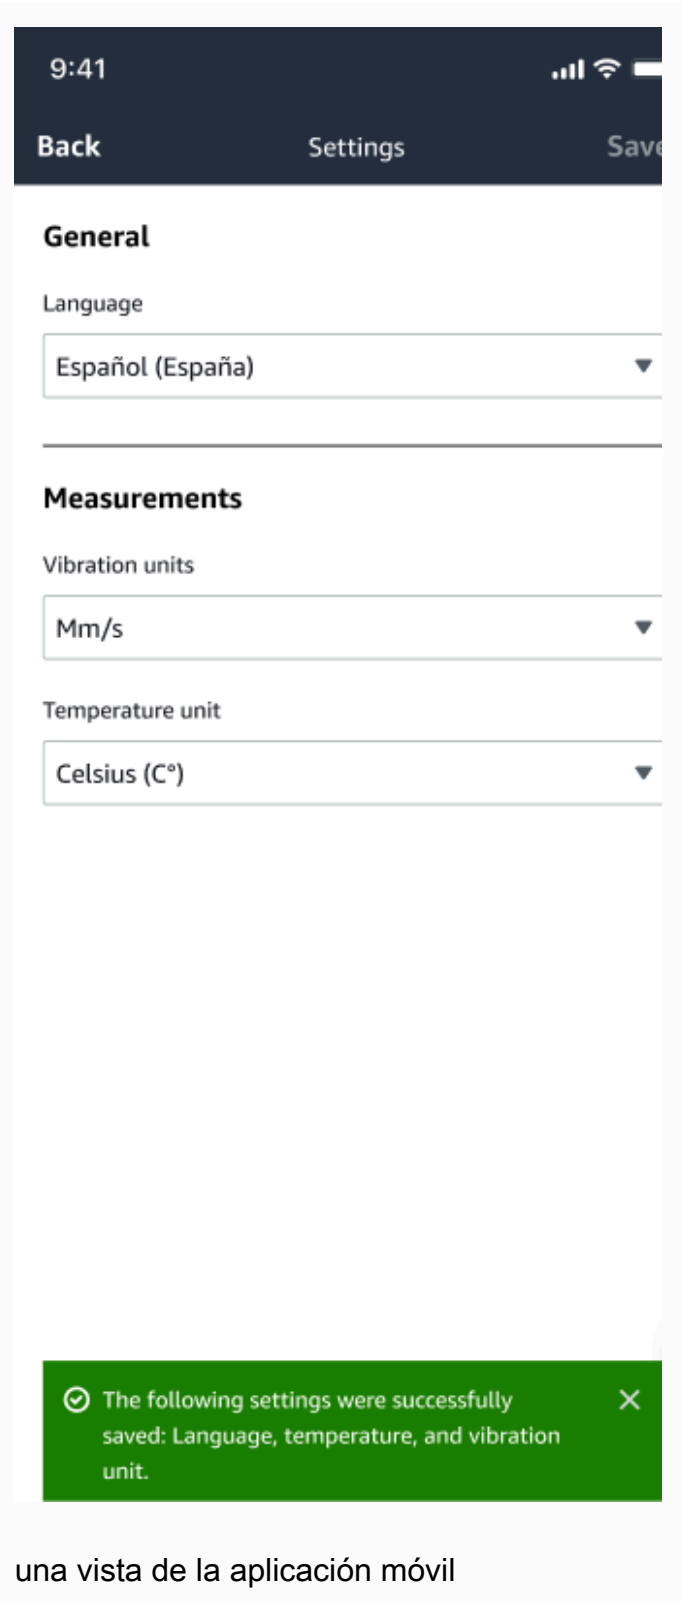 9:41
Back Settings Save
General
Language
Español (España)
Measurements
Vibration units
Mm/s
Temperature unit
Celsius (C°)
The following settings were successfully
saved: Language, temperature, and vibration
unit.
una vista de la aplicación móvil